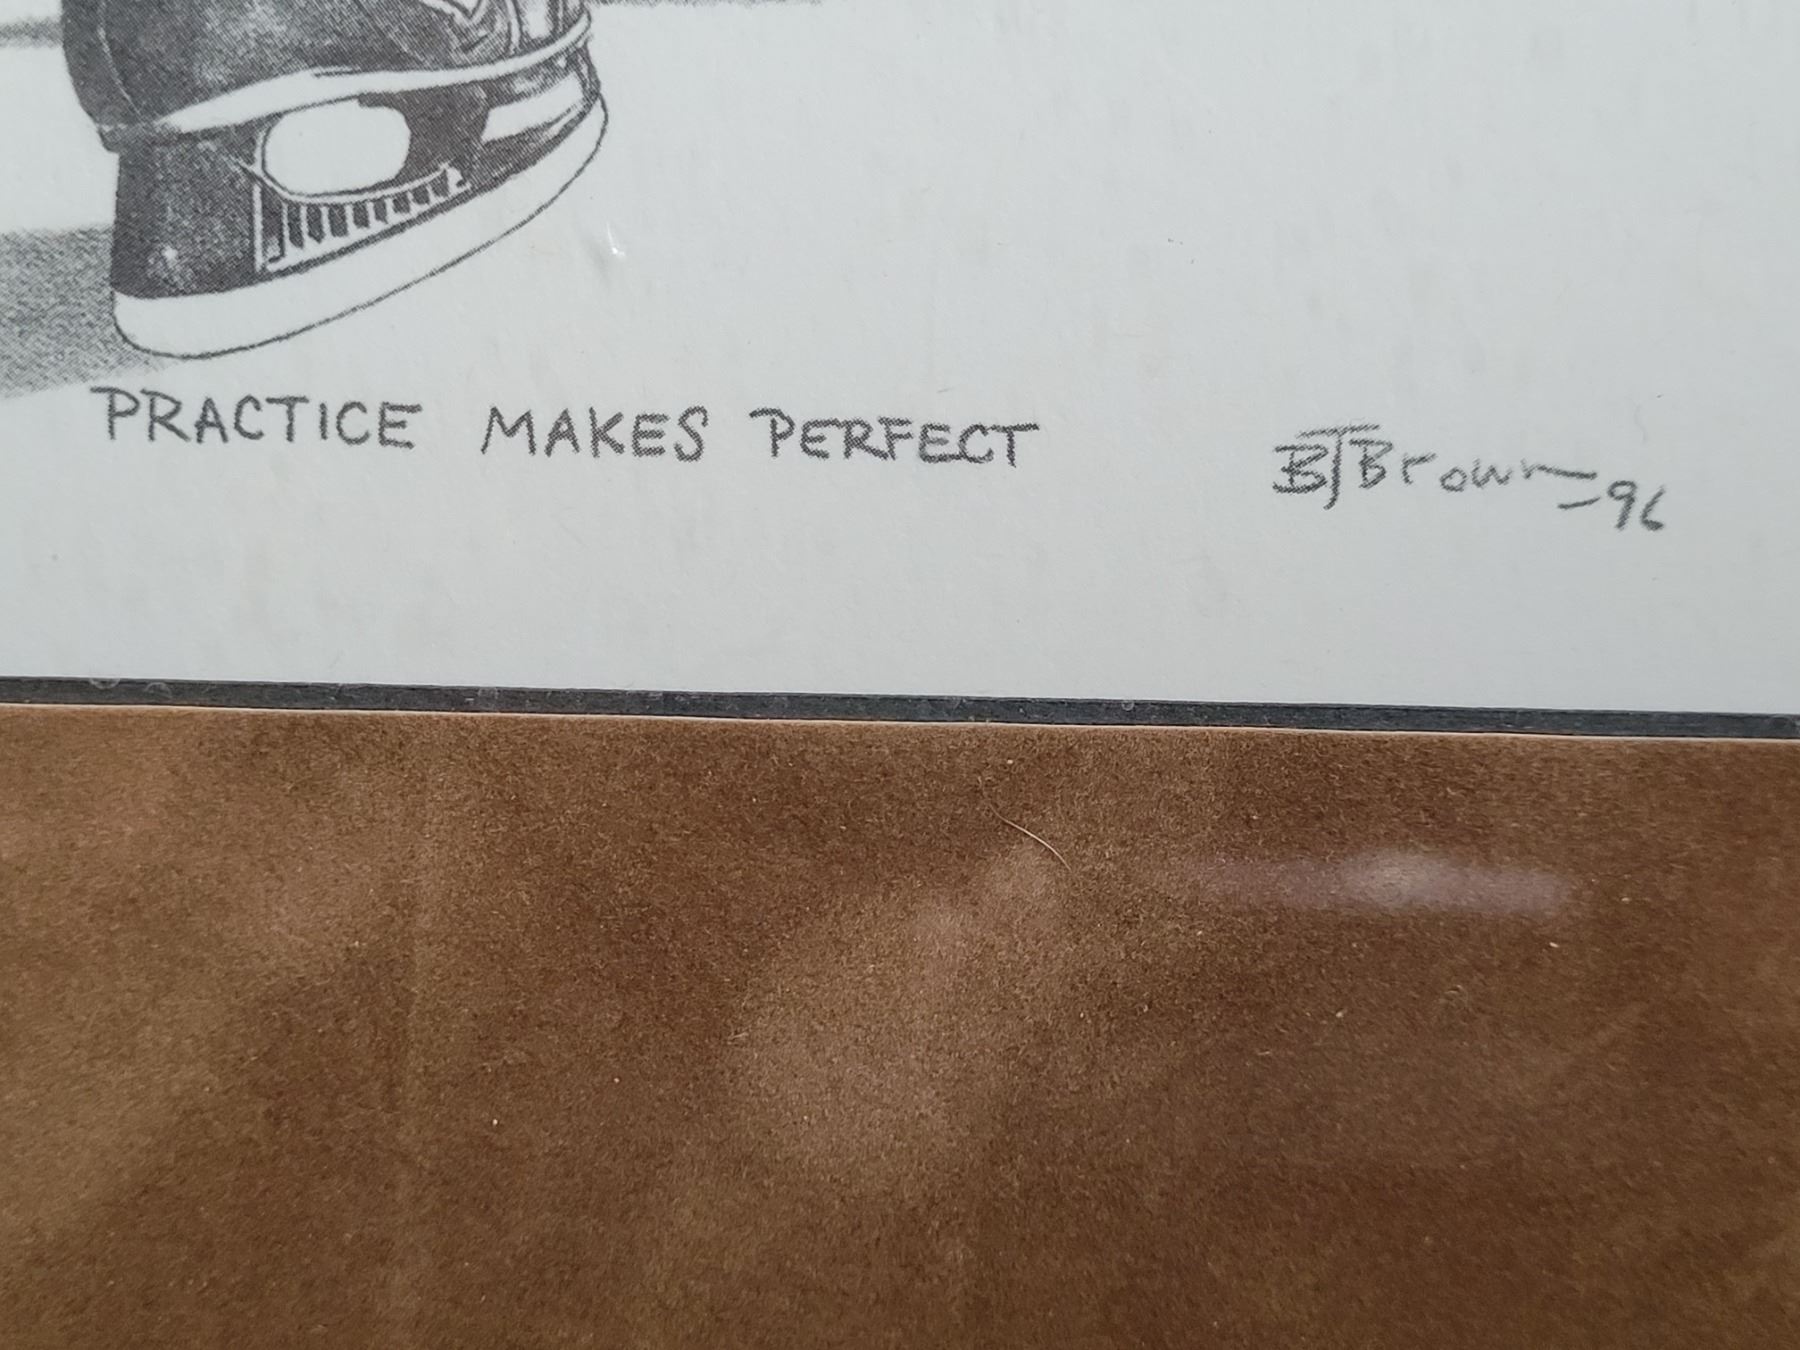 PRACTICE MAKES PERFECT
BJBrown-96